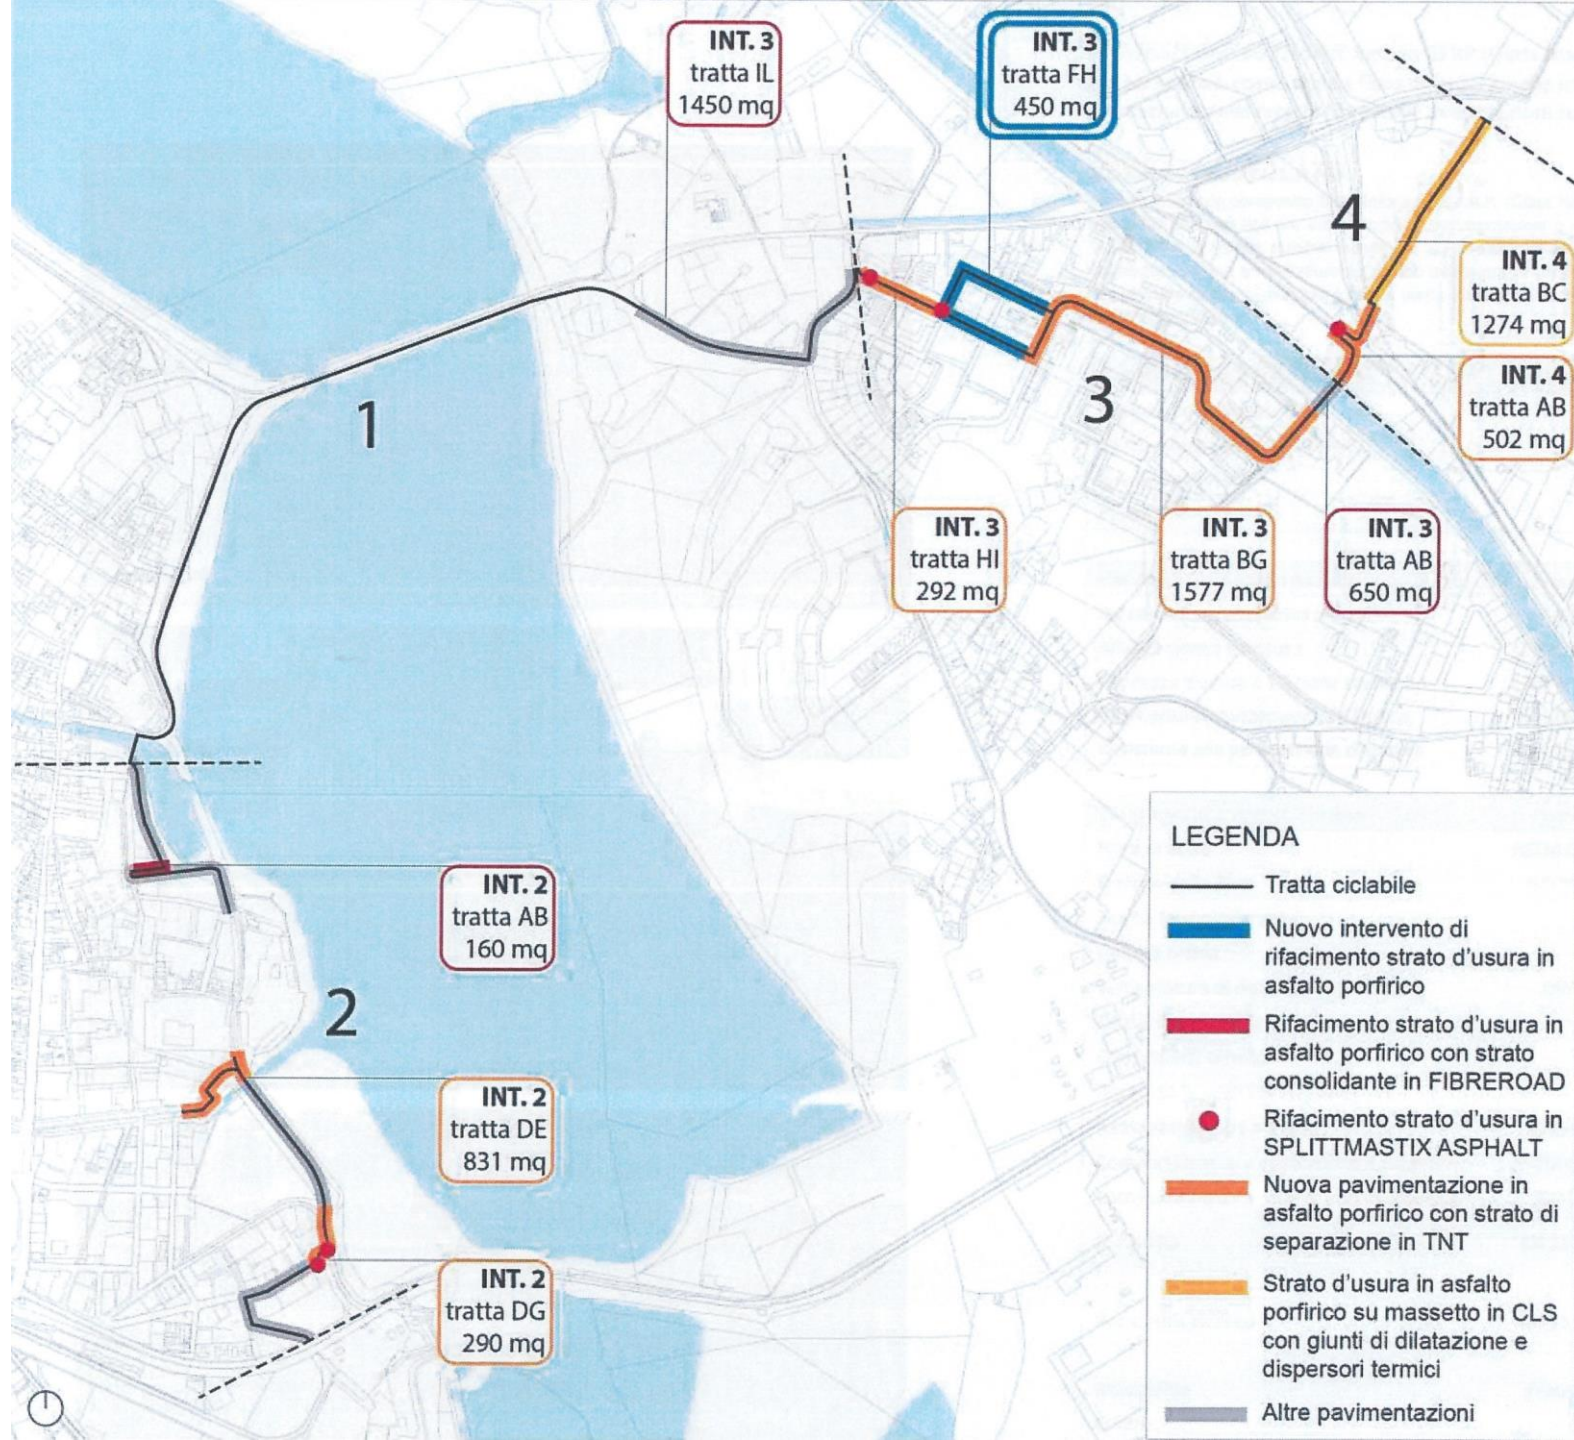 INT. 3
tratta IL
1450 mq
INT. 3
tratta FH
450 mq
4
INT. 4
tratta BC
1274 mq
INT. 4
tratta AB
502 mq
1
3
INT. 3
tratta HI
292 mq
INT. 3
tratta BG
1577 mq
INT. 3
tratta AB
650 mq
INT. 2
tratta AB
160 mq
2
INT. 2
tratta DE
831 mq
INT. 2
tratta DG
290 mq
LEGENDA
Tratta ciclabile
Nuovo intervento di
rifacimento strato d'usura in
asfalto porfirico
Rifacimento strato d'usura in
asfalto porfirico con strato
consolidante in FIBREROAD
Rifacimento strato d'usura in
SPLITTMASTIX ASPHALT
Nuova pavimentazione in
asfalto porfirico con strato di
separazione in TNT
Strato d'usura in asfalto
porfirico su massetto in CLS
con giunti di dilatazione e
dispersori termici
Altre pavimentazioni